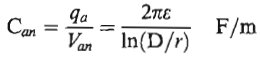 C_an = q_a / V_an = 2πε / ln(D/r) F/m